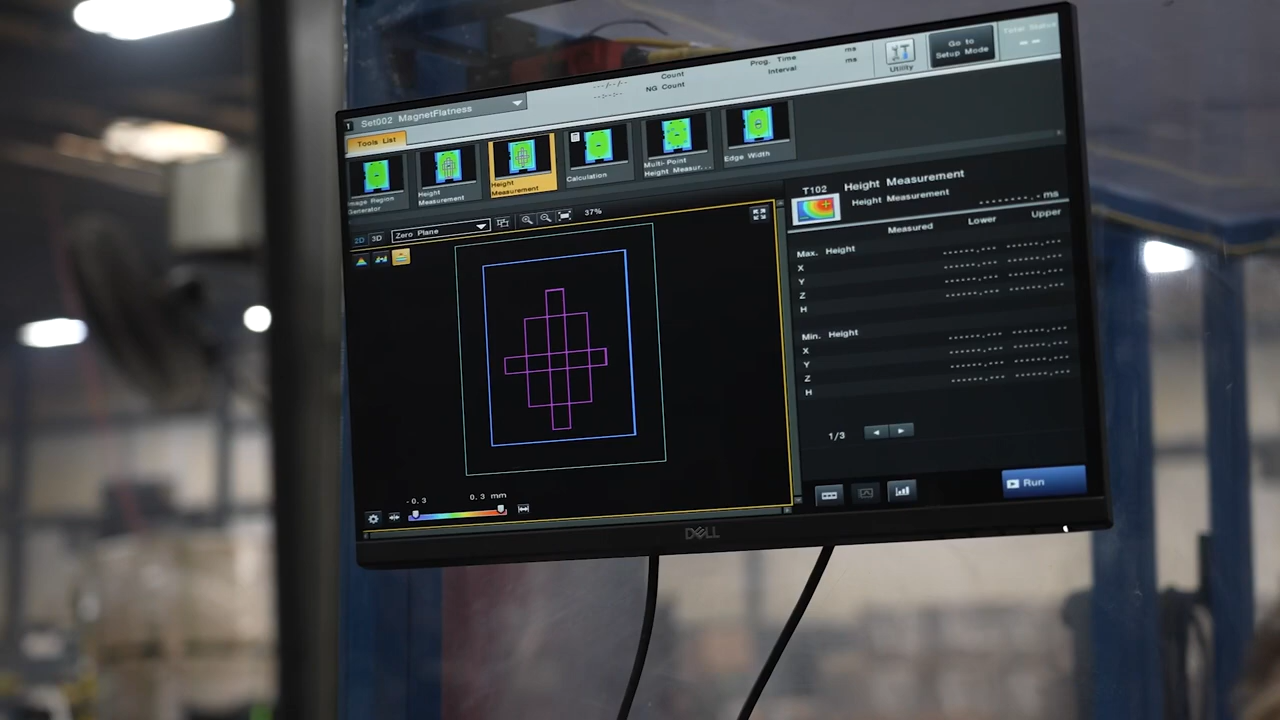 1 Set002 MagnetFlatness
--/--/--
--:--:--
Count
NG Count
Prog. Time
Interval
ms
ms
Utility
Go to
Setup Mode
Total Status
--
Tools List
Image Region
Generator
Height
Measurement
Height
Measurement
Calculation
Multi-Point
Height Measur...
Edge Width
2D 3D Zero Plane 37%
-0.3 0.3 mm
T102 Height Measurement
Height Measurement
-------.- ms
Measured Lower Upper
Max. Height
X
Y
Z
H
Min. Height
X
Y
Z
H
1/3
Run
DELL